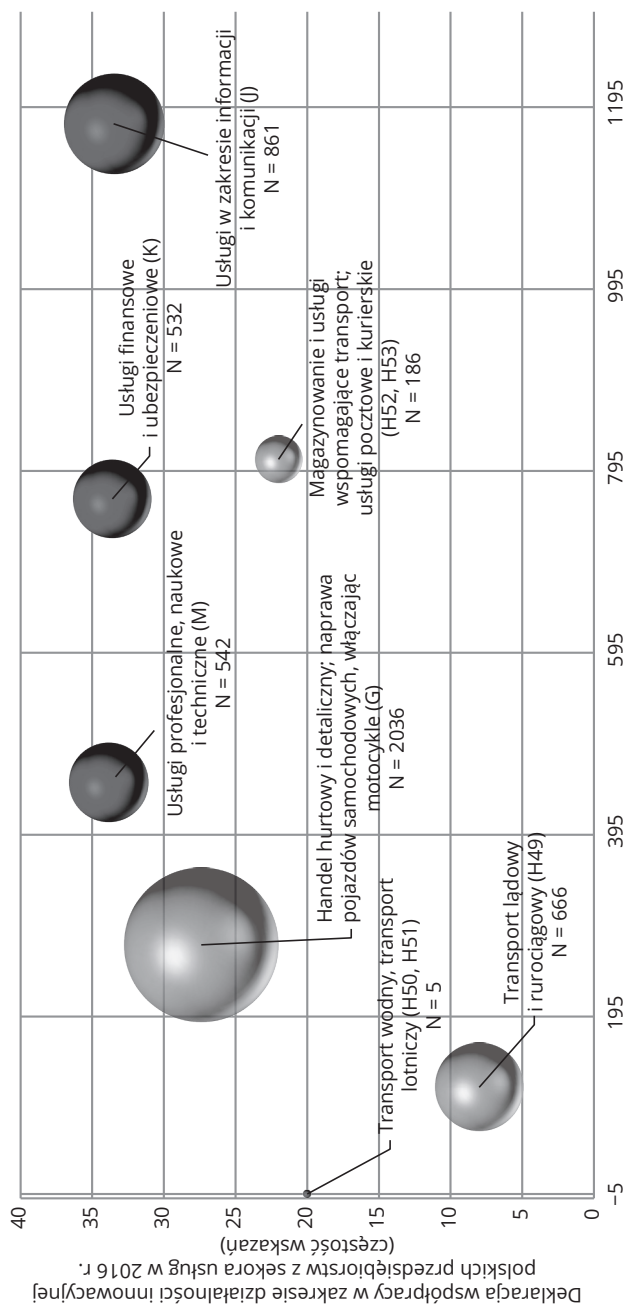 Deklaracja współpracy w zakresie działalności innowacyjnej
polskich przedsiębiorstw z sekora usług w 2016 r.
(częstość wskazań)
40
35
30
25
20
15
10
5
0
Transport wodny, transport
lotniczy (H50, H51)
N = 5
Transport lądowy
i rurociągowy (H49)
N = 666
Handel hurtowy i detaliczny; naprawa
pojazdów samochodowych, włączając
motocykle (G)
N = 2036
Usługi profesjonalne, naukowe
i techniczne (M)
N = 542
Usługi finansowe
i ubezpieczeniowe (K)
N = 532
Magazynowanie i usługi
wspomagające transport;
usługi pocztowe i kurierskie
(H52, H53)
N = 186
Usługi w zakresie informacji
i komunikacji (J)
N = 861
–5
195
395
595
795
995
1195